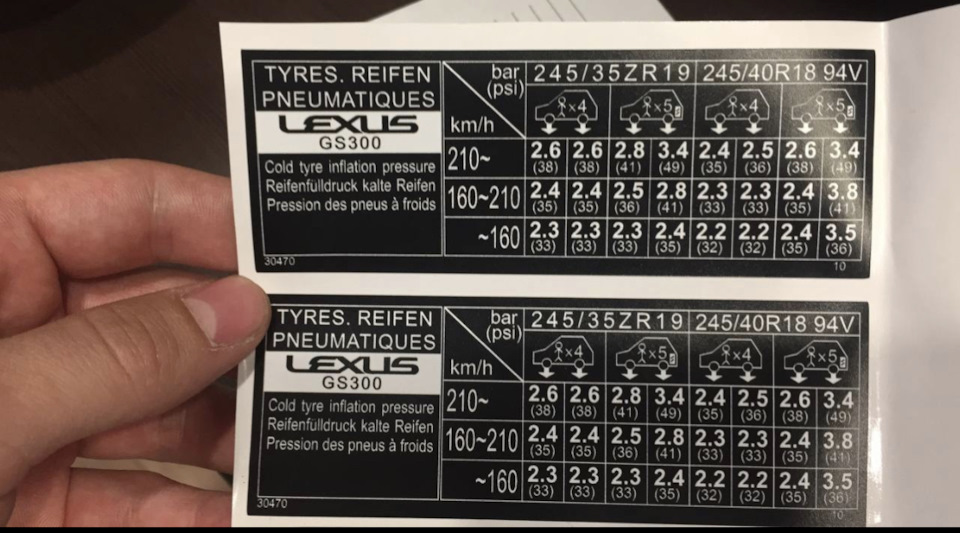 TYRES. REIFEN
PNEUMATIQUES
LEXUS
GS300
Cold tyre inflation pressure
Reifenfülldruck kalte Reifen
Pression des pneus à froids
30470
bar
(psi)
km/h
245/35ZR19 245/40R18 94V
x4 x5 x4 x5
210~ 2.6 2.6 2.8 3.4 2.4 2.5 2.6 3.4
(38) (38) (41) (49) (35) (36) (38) (49)
160~210 2.4 2.4 2.5 2.8 2.3 2.3 2.4 3.8
(35) (35) (36) (41) (33) (33) (35) (41)
~160 2.3 2.3 2.3 2.4 2.2 2.2 2.4 3.5
(33) (33) (33) (35) (32) (32) (35) (36)
10
TYRES. REIFEN
PNEUMATIQUES
LEXUS
GS300
Cold tyre inflation pressure
Reifenfülldruck kalte Reifen
Pression des pneus à froids
30470
bar
(psi)
km/h
245/35ZR19 245/40R18 94V
x4 x5 x4 x5
210~ 2.6 2.6 2.8 3.4 2.4 2.5 2.6 3.4
(38) (38) (41) (49) (35) (36) (38) (49)
160~210 2.4 2.4 2.5 2.8 2.3 2.3 2.4 3.8
(35) (35) (36) (41) (33) (33) (35) (41)
~160 2.3 2.3 2.3 2.4 2.2 2.2 2.4 3.5
(33) (33) (33) (35) (32) (32) (35) (36)
10